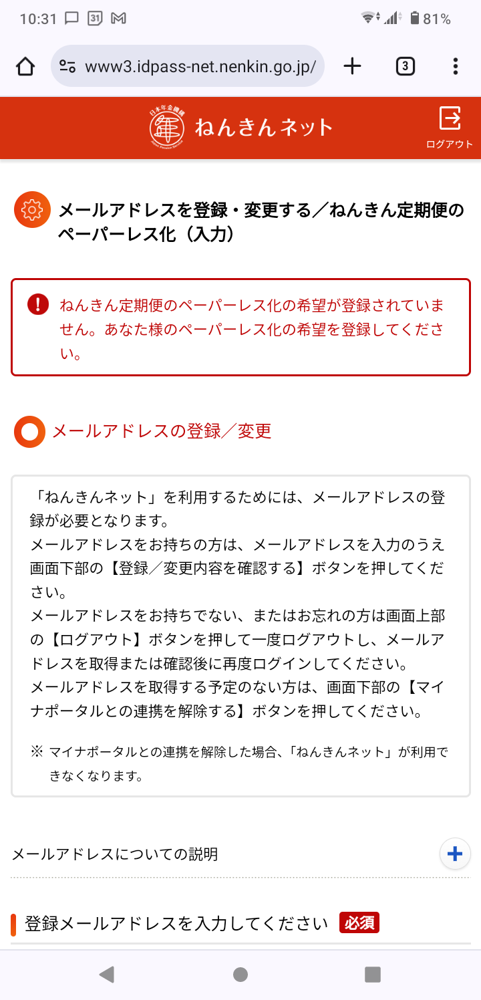 10:31 31 81%
www3.idpass-net.nenkin.go.jp/ 3
日本年金機構
Japan Pension Service
ねんきんネット
ログアウト
メールアドレスを登録・変更する／ねんきん定期便の
ペーパーレス化（入力）
ねんきん定期便のペーパーレス化の希望が登録されていま
せん。あなた様のペーパーレス化の希望を登録してくださ
い。
メールアドレスの登録／変更
「ねんきんネット」を利用するためには、メールアドレスの登
録が必要となります。
メールアドレスをお持ちの方は、メールアドレスを入力のうえ
画面下部の【登録／変更内容を確認する】ボタンを押してくだ
さい。
メールアドレスをお持ちでない、またはお忘れの方は画面上部
の【ログアウト】ボタンを押して一度ログアウトし、メールア
ドレスを取得または確認後に再度ログインしてください。
メールアドレスを取得する予定のない方は、画面下部の【マイ
ナポータルとの連携を解除する】ボタンを押してください。
※ マイナポータルとの連携を解除した場合、「ねんきんネット」が利用で
きなくなります。
メールアドレスについての説明
登録メールアドレスを入力してください 必須